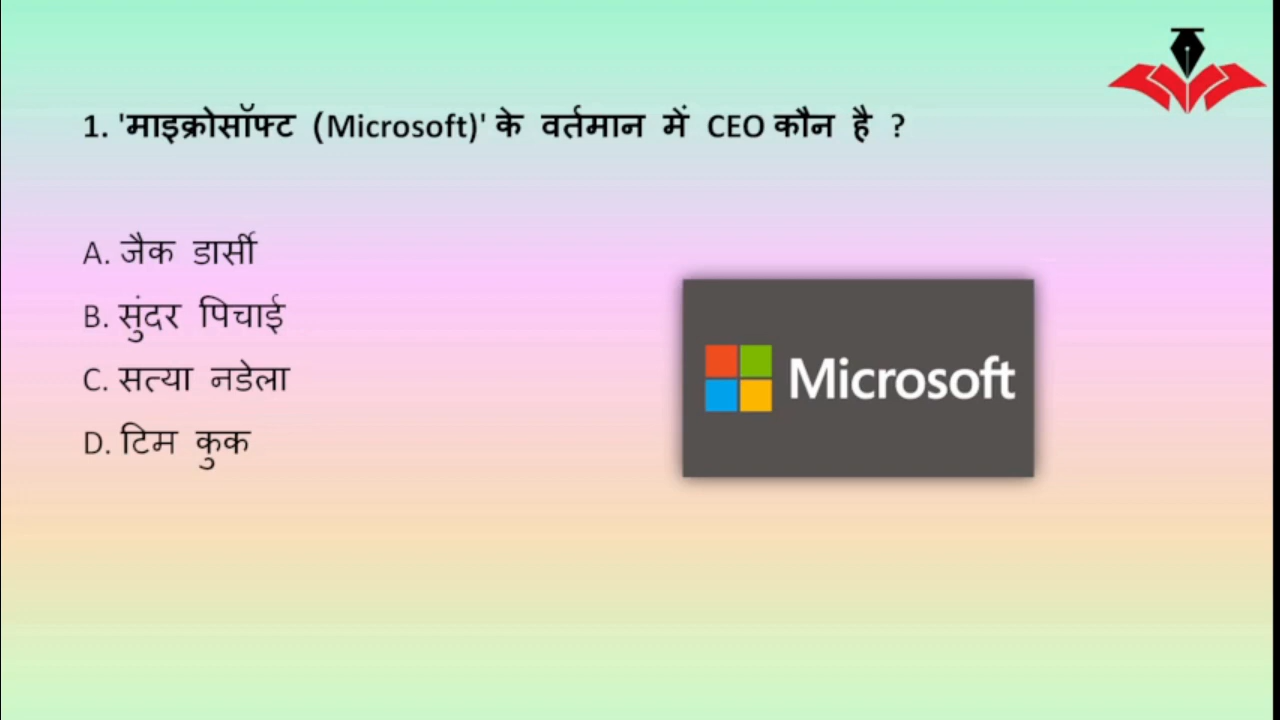 1. 'माइक्रोसॉफ्ट (Microsoft)' के वर्तमान में CEO कौन है ?
A. जैक डार्सी
B. सुंदर पिचाई
C. सत्या नडेला
D. टिम कुक
Microsoft